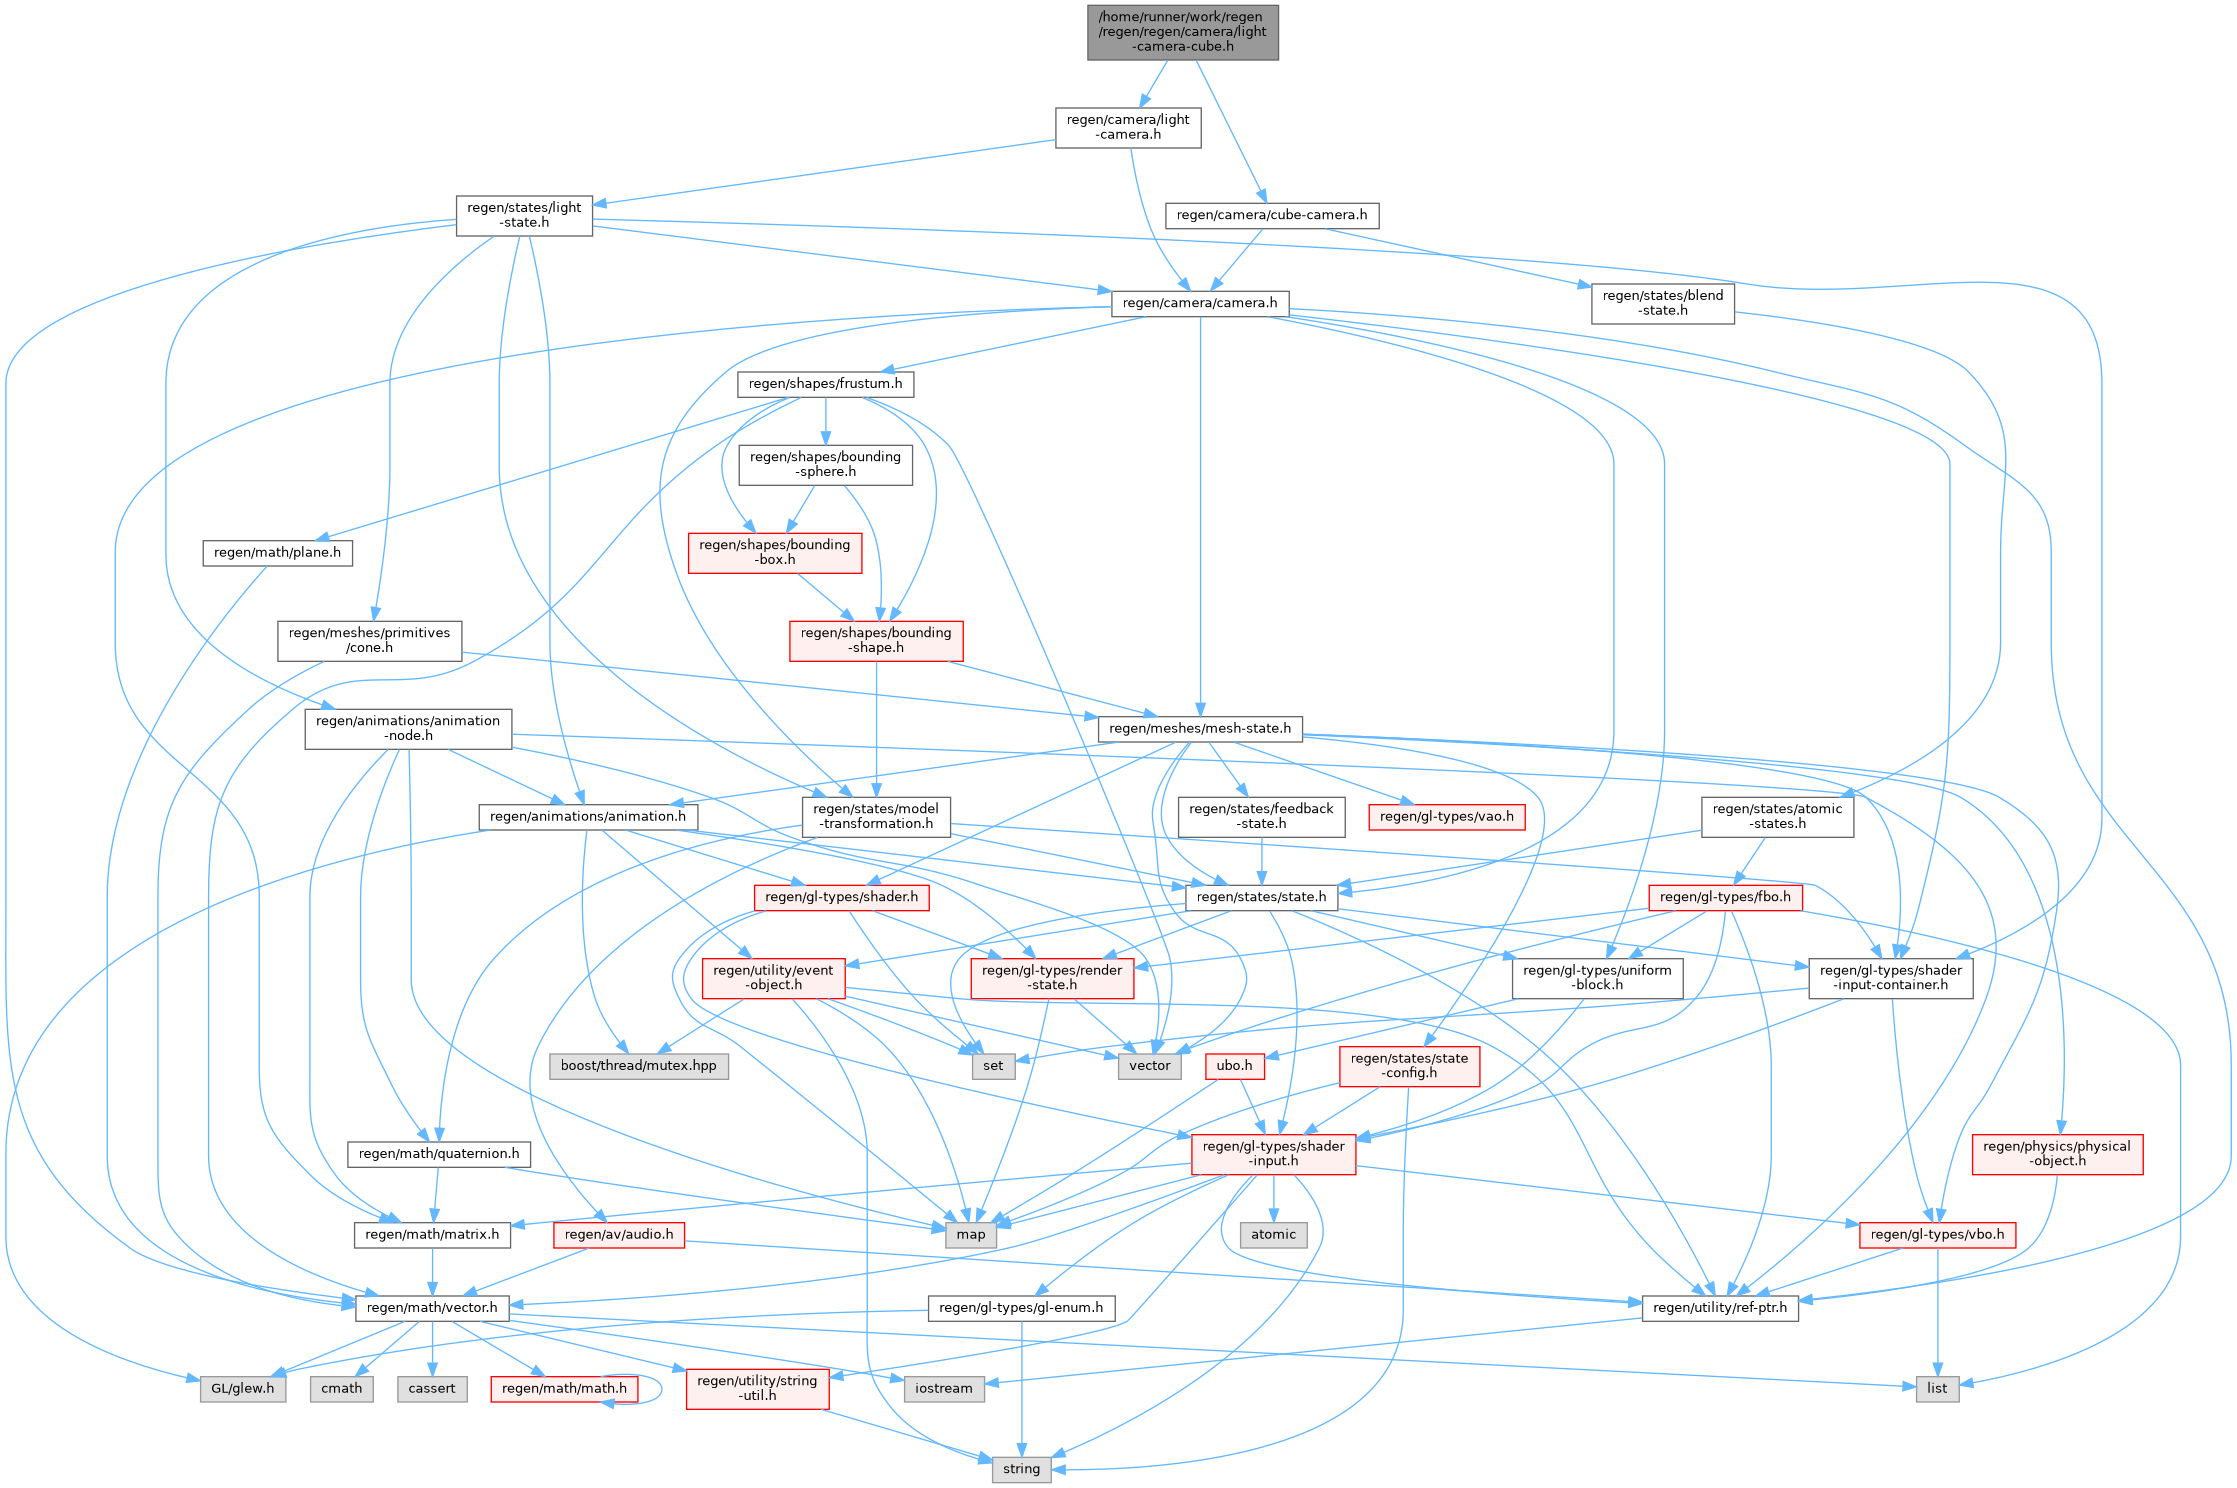 /home/runner/work/regen
/regen/regen/camera/light
-camera-cube.h
regen/camera/light
-camera.h
regen/states/light
-state.h
regen/camera/cube-camera.h
regen/camera/camera.h
regen/states/blend
-state.h
regen/shapes/frustum.h
regen/shapes/bounding
-sphere.h
regen/math/plane.h
regen/shapes/bounding
-box.h
regen/meshes/primitives
/cone.h
regen/shapes/bounding
-shape.h
regen/animations/animation
-node.h
regen/meshes/mesh-state.h
regen/animations/animation.h
regen/states/model
-transformation.h
regen/states/feedback
-state.h
regen/gl-types/vao.h
regen/states/atomic
-states.h
regen/gl-types/shader.h
regen/states/state.h
regen/gl-types/fbo.h
regen/utility/event
-object.h
regen/gl-types/render
-state.h
regen/gl-types/uniform
-block.h
regen/gl-types/shader
-input-container.h
boost/thread/mutex.hpp
set
vector
ubo.h
regen/states/state
-config.h
regen/math/quaternion.h
regen/gl-types/shader
-input.h
regen/physics/physical
-object.h
regen/math/matrix.h
regen/av/audio.h
map
atomic
regen/gl-types/vbo.h
regen/math/vector.h
regen/gl-types/gl-enum.h
regen/utility/ref-ptr.h
GL/glew.h
cmath
cassert
regen/math/math.h
regen/utility/string
-util.h
iostream
list
string